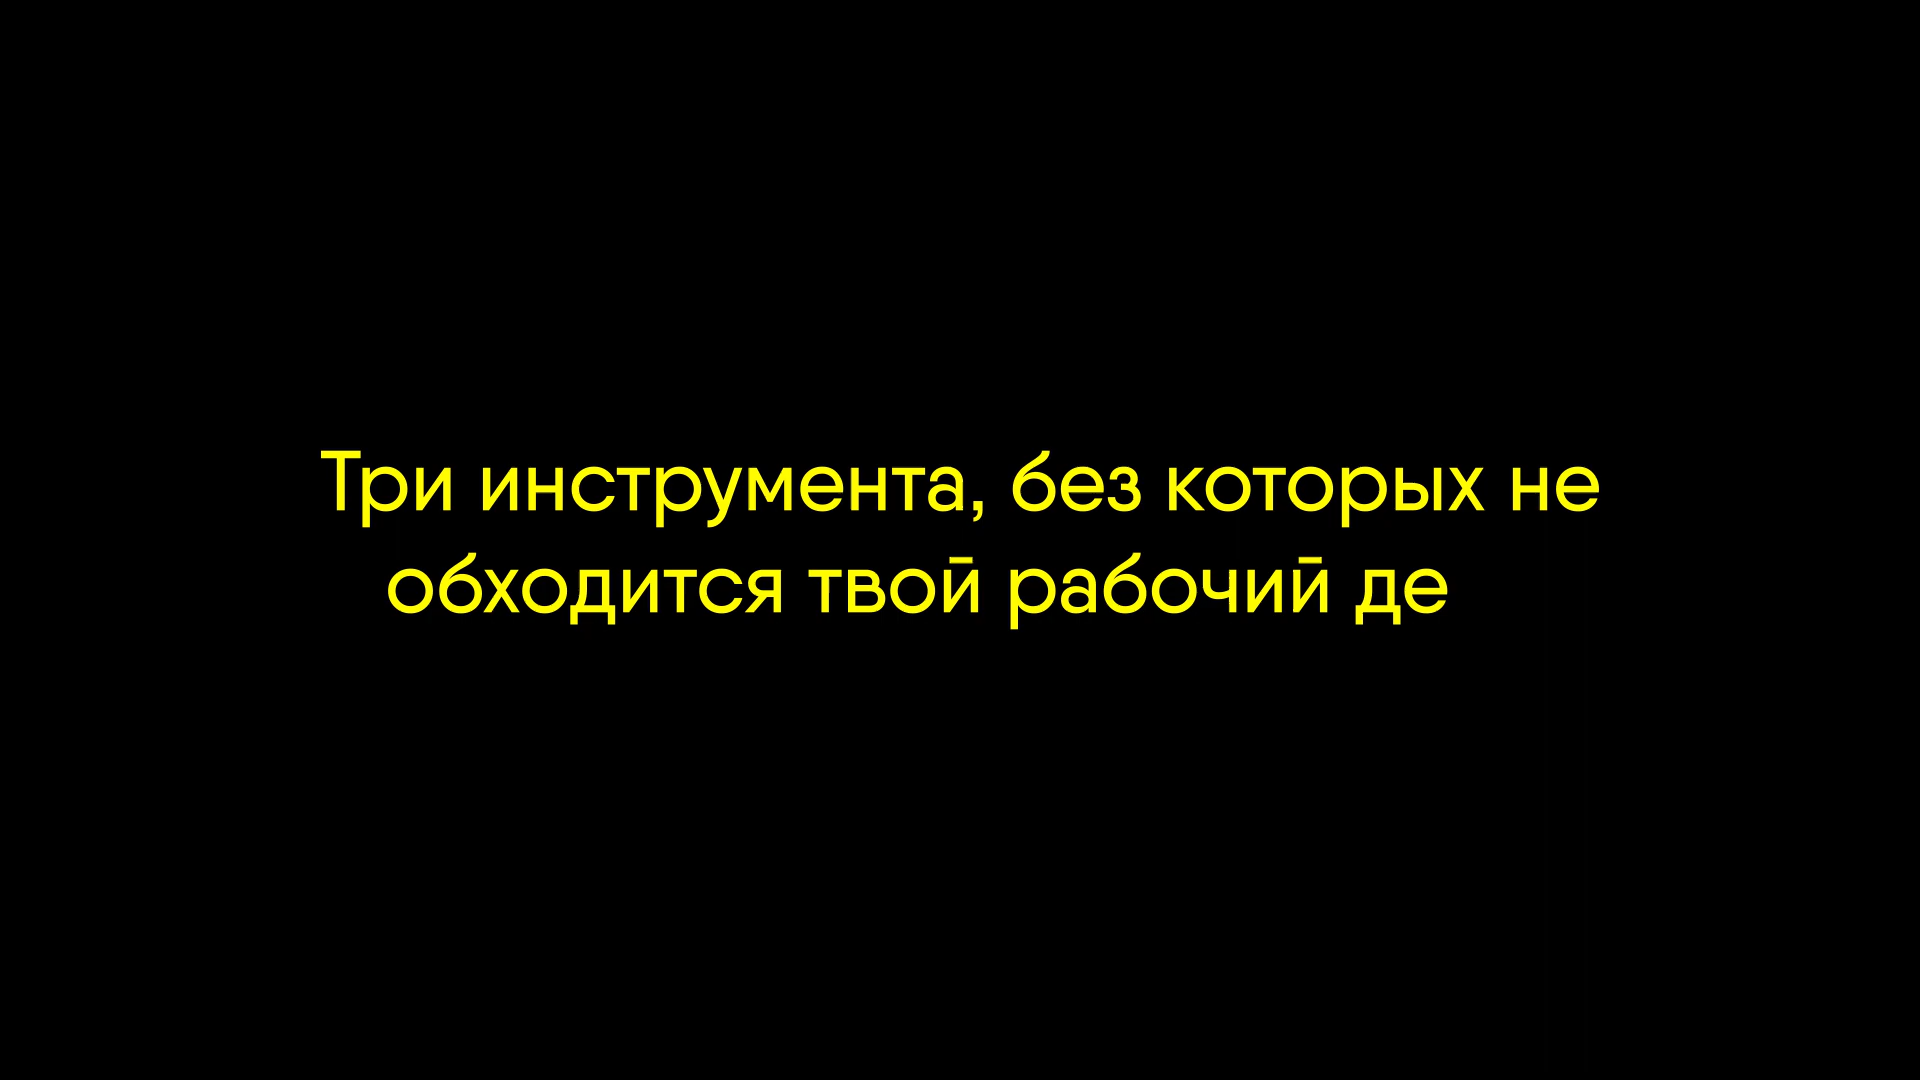 Три инструмента, без которых не
обходится твой рабочий де